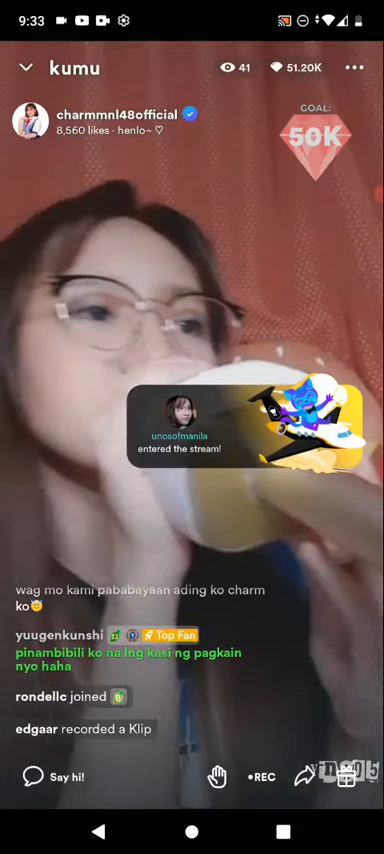 9:33
kumu
41
51.20K
GOAL:
50K
charmmnl48official
8,560 likes · henlo~ ♡
unosofmanila
entered the stream!
wag mo kami pababayaan ading ko charm
ko😇
yuugenkunshi Top Fan
pinambibili ko na lng kasi ng pagkain
nyo haha
rondellc joined
edgaar recorded a Klip
Say hi!
•REC